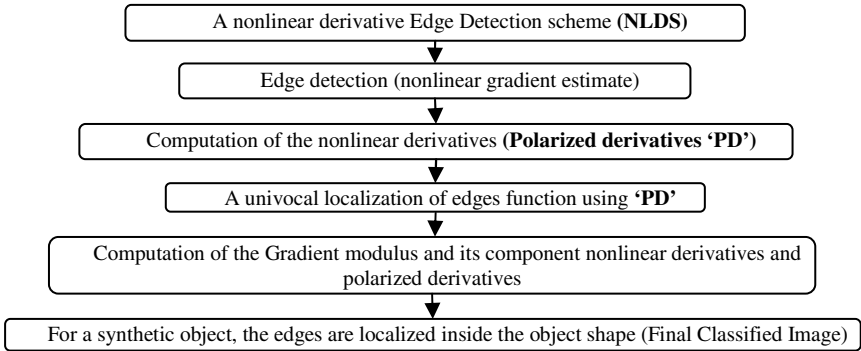 A nonlinear derivative Edge Detection scheme (NLDS)
Edge detection (nonlinear gradient estimate)
Computation of the nonlinear derivatives (Polarized derivatives ‘PD’)
A univocal localization of edges function using ‘PD’
Computation of the Gradient modulus and its component nonlinear derivatives and
polarized derivatives
For a synthetic object, the edges are localized inside the object shape (Final Classified Image)